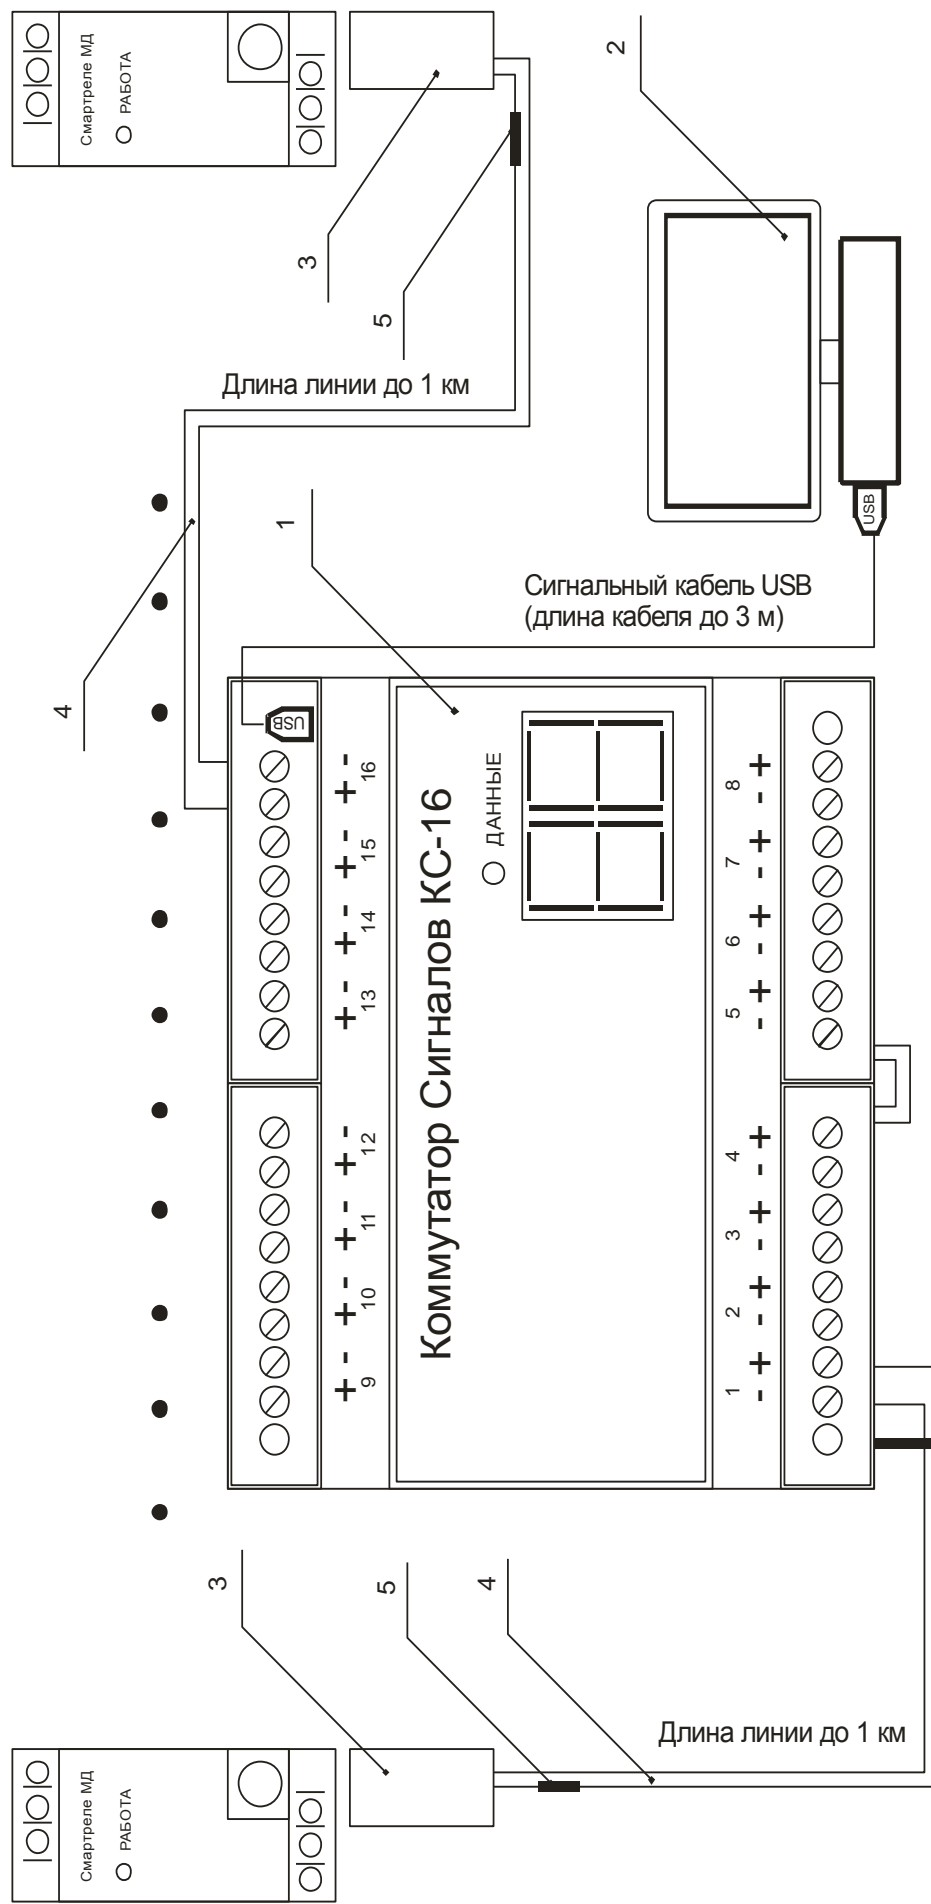 Смартреле МД
РАБОТА
3
5
2
Длина линии до 1 км
4
1
USB
Сигнальный кабель USB
(длина кабеля до 3 м)
USB
Коммутатор Сигналов КС-16
ДАННЫЕ
+ - + - + - + - + - + - + - + -
9 10 11 12 13 14 15 16
1 2 3 4 5 6 7 8
- + - + - + - + - + - + - + - +
3
5
4
Длина линии до 1 км
Смартреле МД
РАБОТА